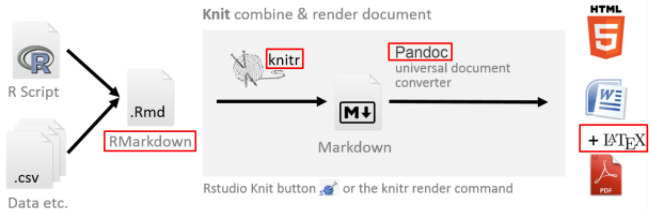 Knit combine & render document
HTML
5
R
R Script
.Rmd
RMarkdown
.csv
Data etc.
knitr
M
Markdown
Pandoc
universal document
converter
W
+ LATEX
PDF
Rstudio Knit button or the knitr render command